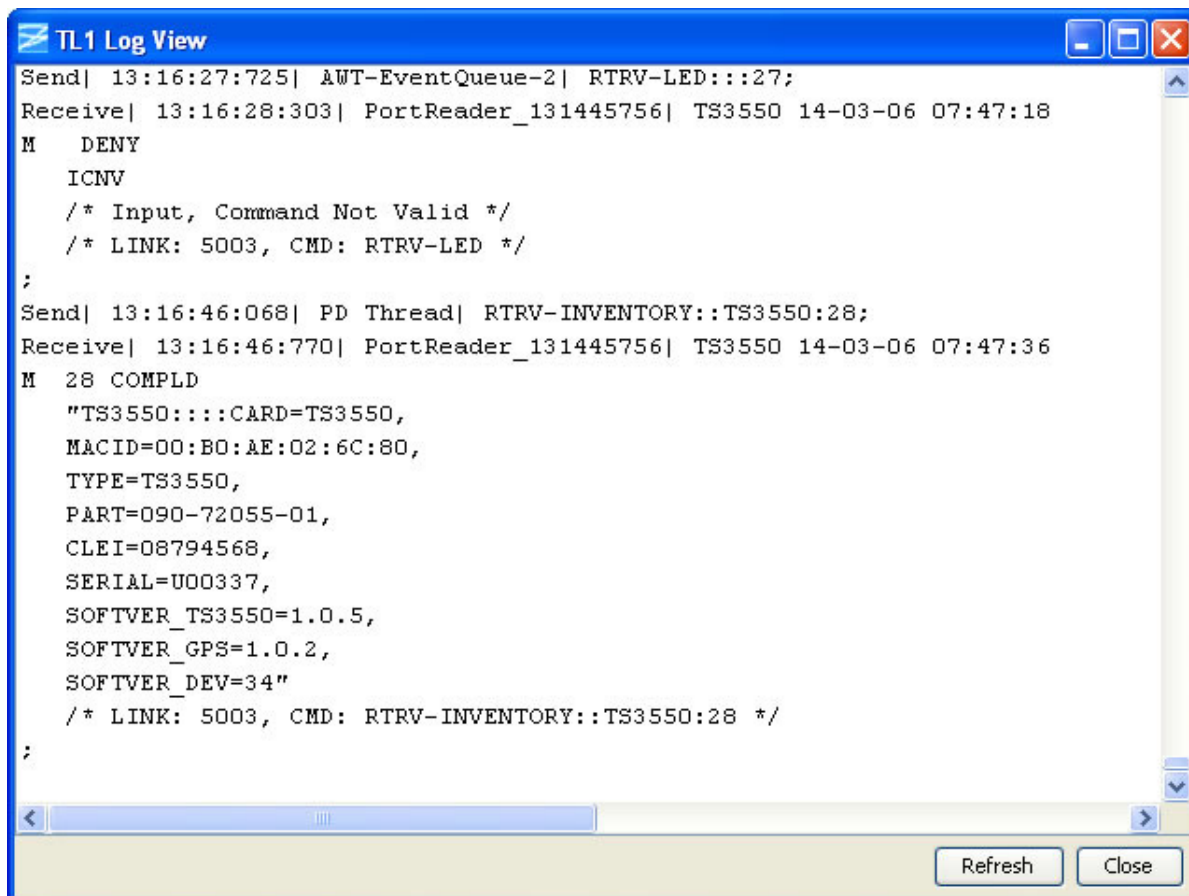 TL1 Log View
Send| 13:16:27:725| AWT-EventQueue-2| RTRV-LED:::27;
Receive| 13:16:28:303| PortReader_131445756| TS3550 14-03-06 07:47:18
M   DENY
ICNV
/* Input, Command Not Valid */
/* LINK: 5003, CMD: RTRV-LED */
;
Send| 13:16:46:068| PD Thread| RTRV-INVENTORY::TS3550:28;
Receive| 13:16:46:770| PortReader_131445756| TS3550 14-03-06 07:47:36
M  28 COMPLD
"TS3550::::CARD=TS3550,
MACID=00:B0:AE:02:6C:80,
TYPE=TS3550,
PART=090-72055-01,
CLEI=08794568,
SERIAL=U00337,
SOFTVER_TS3550=1.0.5,
SOFTVER_GPS=1.0.2,
SOFTVER_DEV=34"
/* LINK: 5003, CMD: RTRV-INVENTORY::TS3550:28 */
;
Refresh Close